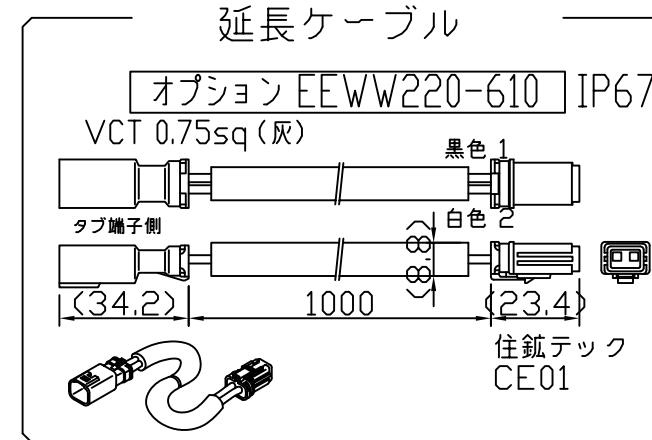 延長ケーブル
オプション EEWW220-610 IP67
VCT 0.75sq (灰)
黒色 1
タブ端子側
白色 2
(8.8)
(34.2)
1000
(23.4)
住鉱テック
CE01